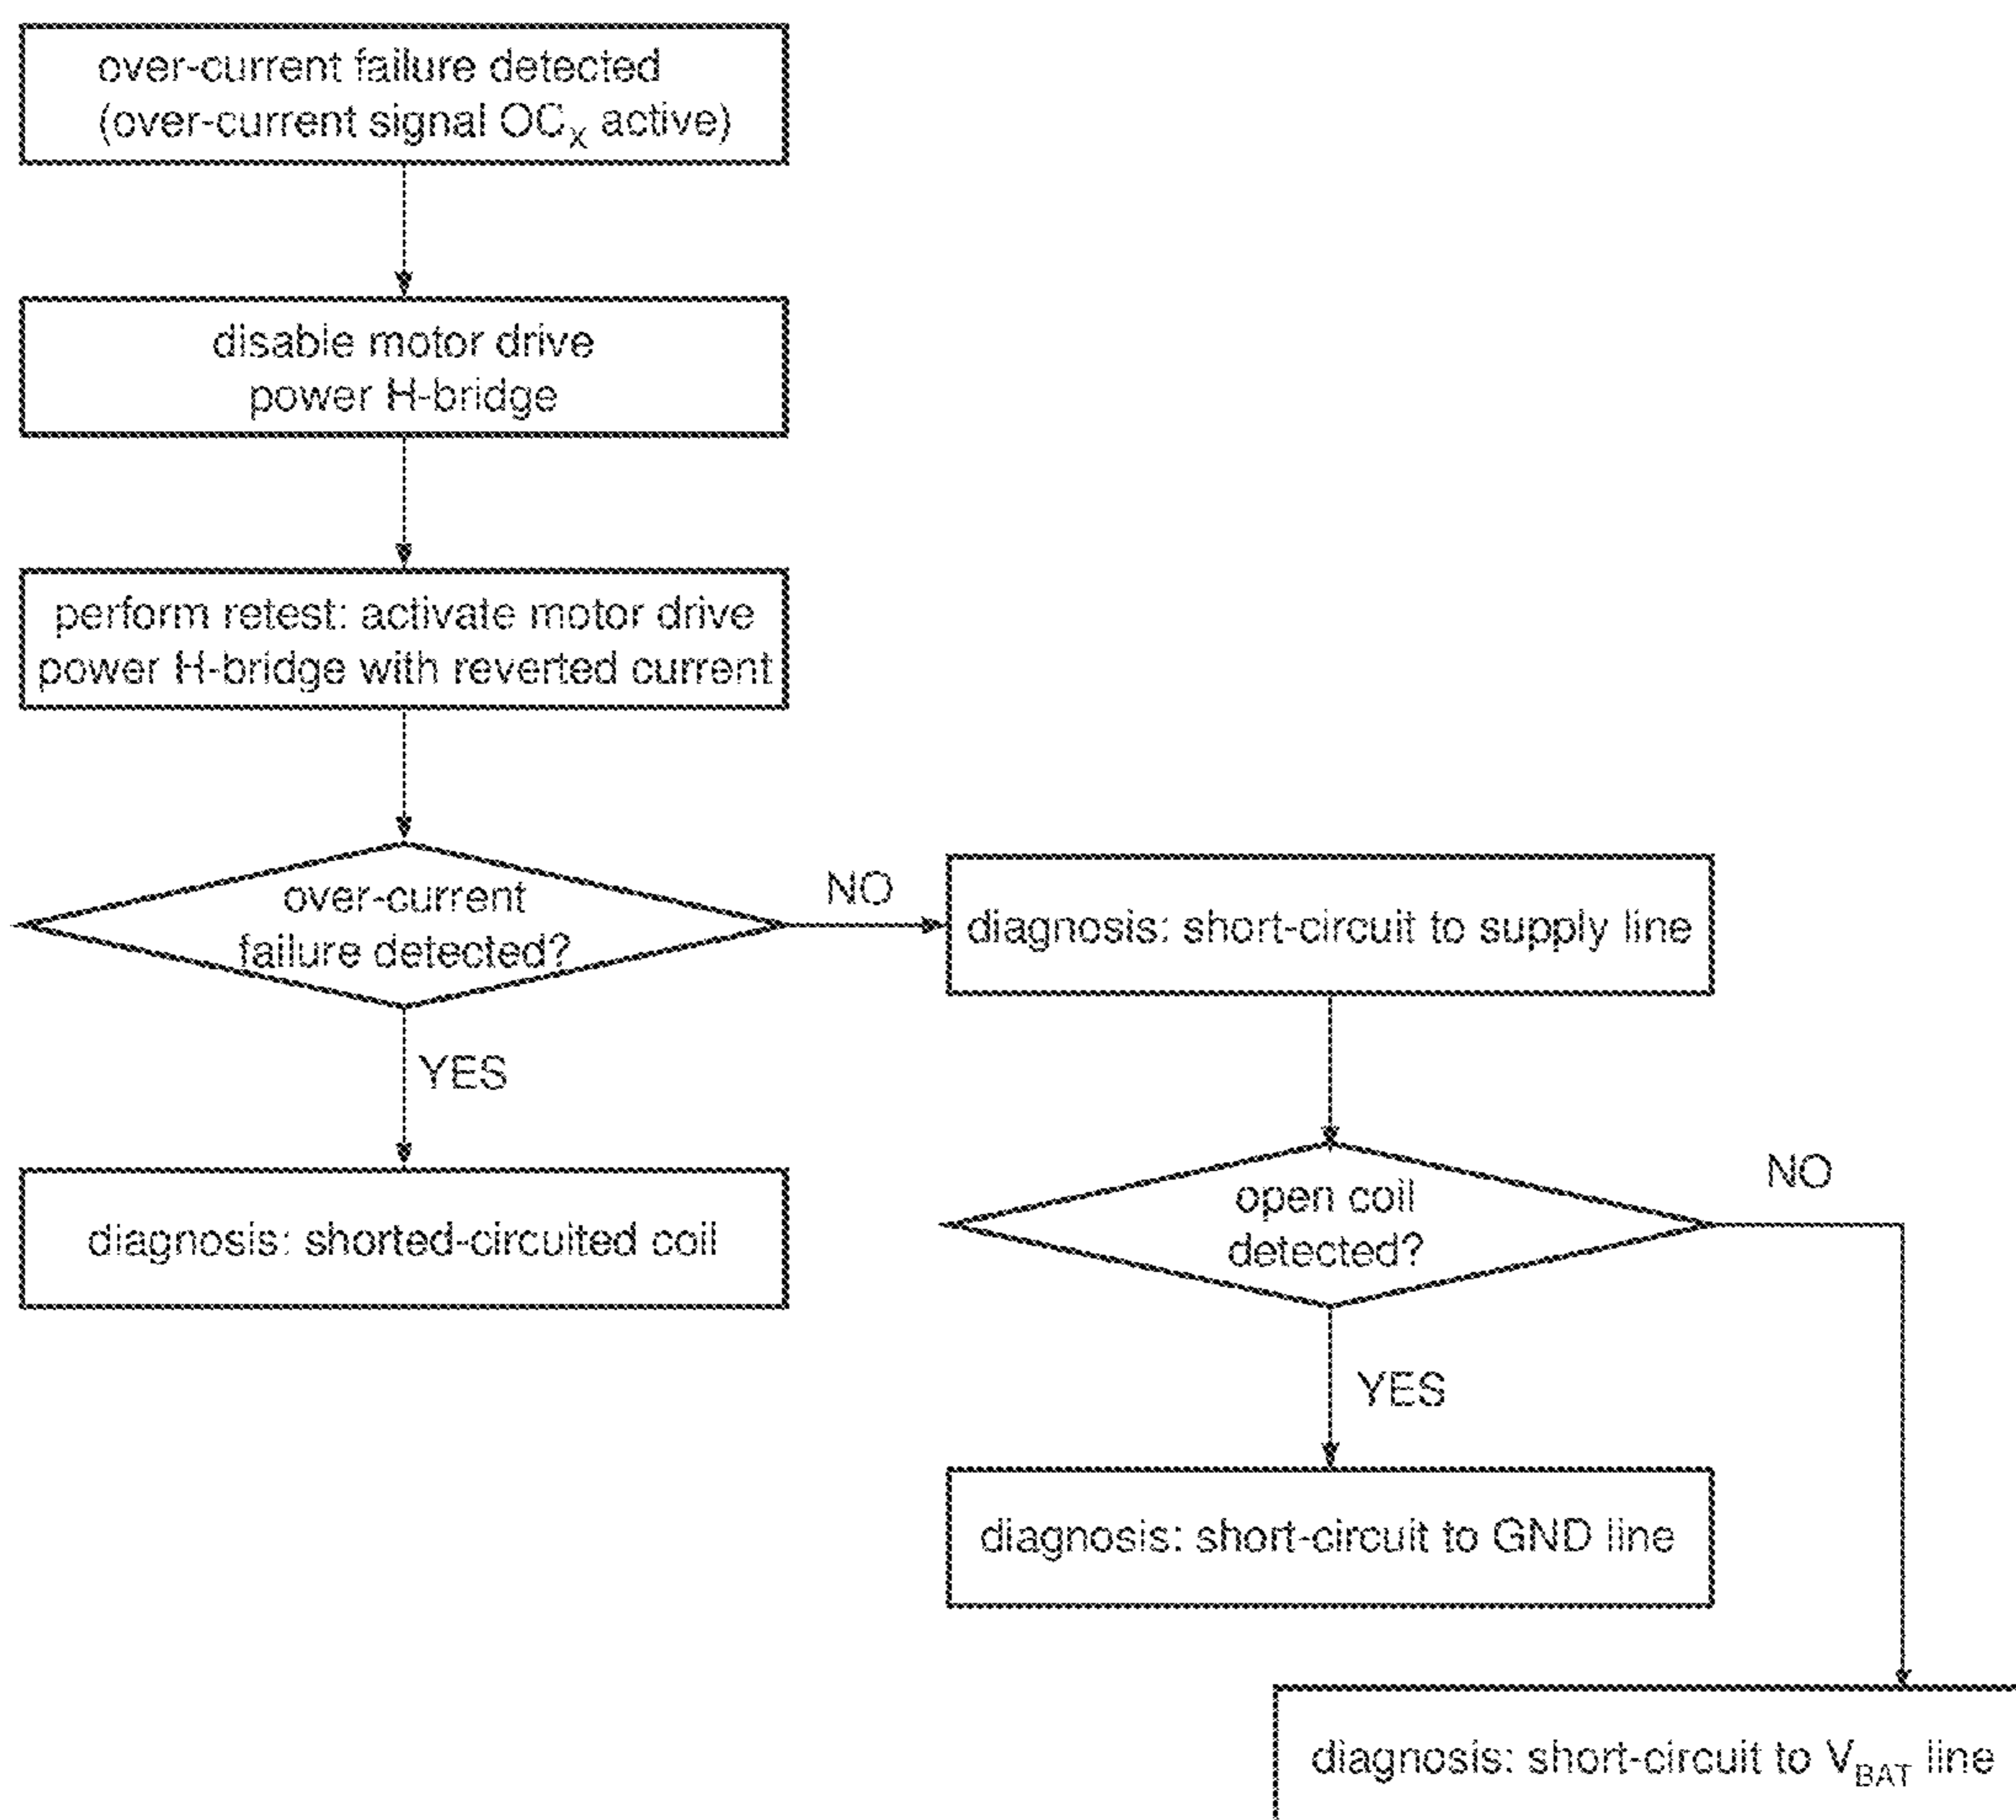 over-current failure detected
(over-current signal OCX active)
disable motor drive
power H-bridge
perform retest: activate motor drive
power H-bridge with reverted current
over-current
failure detected?
NO
diagnosis: short-circuit to supply line
YES
diagnosis: shorted-circuited coil
open coil
detected?
NO
YES
diagnosis: short-circuit to GND line
diagnosis: short-circuit to VBAT line